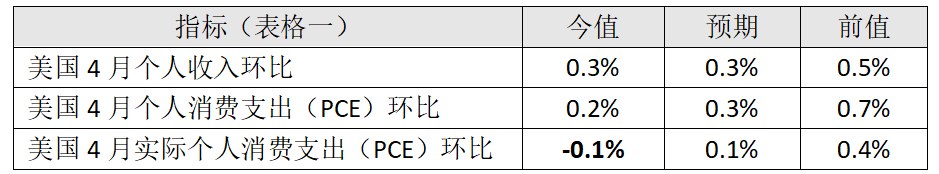 指标（表格一） 今值 预期 前值
美国 4 月个人收入环比 0.3% 0.3% 0.5%
美国 4 月个人消费支出（PCE）环比 0.2% 0.3% 0.7%
美国 4 月实际个人消费支出（PCE）环比 -0.1% 0.1% 0.4%